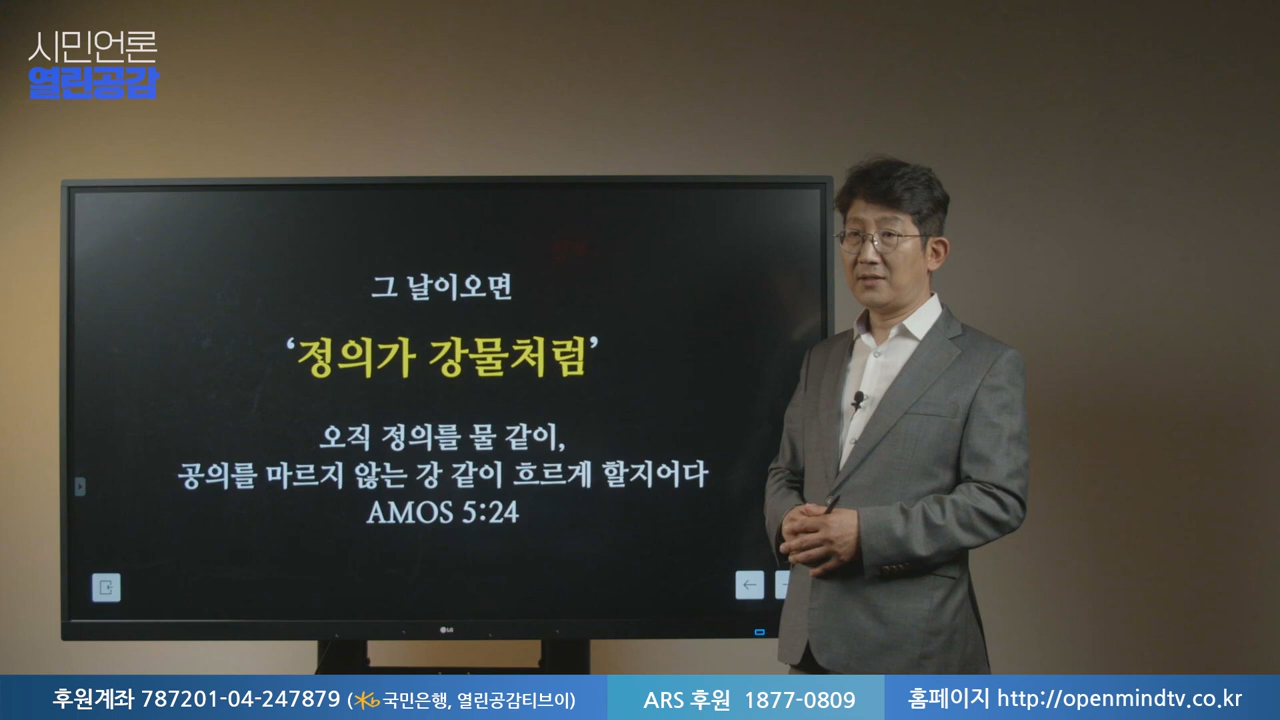 시민언론
열린공감
그 날이오면
‘정의가 강물처럼’
오직 정의를 물 같이,
공의를 마르지 않는 강 같이 흐르게 할지어다
AMOS 5:24
LG
후원계좌 787201-04-247879 (국민은행, 열린공감티브이)
ARS 후원 1877-0809
홈페이지 http://openmindtv.co.kr